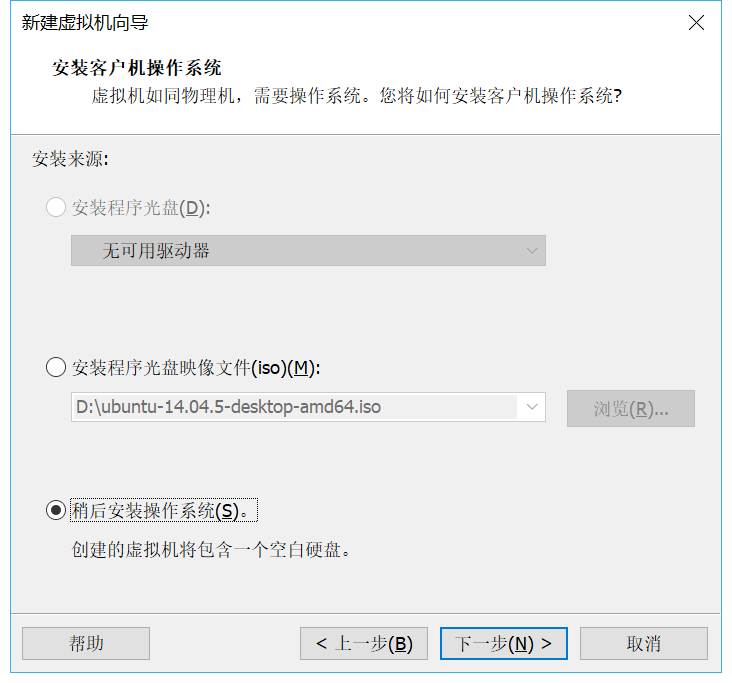 新建虚拟机向导
安装客户机操作系统
虚拟机如同物理机，需要操作系统。您将如何安装客户机操作系统?
安装来源:
安装程序光盘(D):
无可用驱动器
安装程序光盘映像文件(iso)(M):
D:\ubuntu-14.04.5-desktop-amd64.iso
浏览(R)...
稍后安装操作系统(S)。
创建的虚拟机将包含一个空白硬盘。
帮助
< 上一步(B)
下一步(N) >
取消